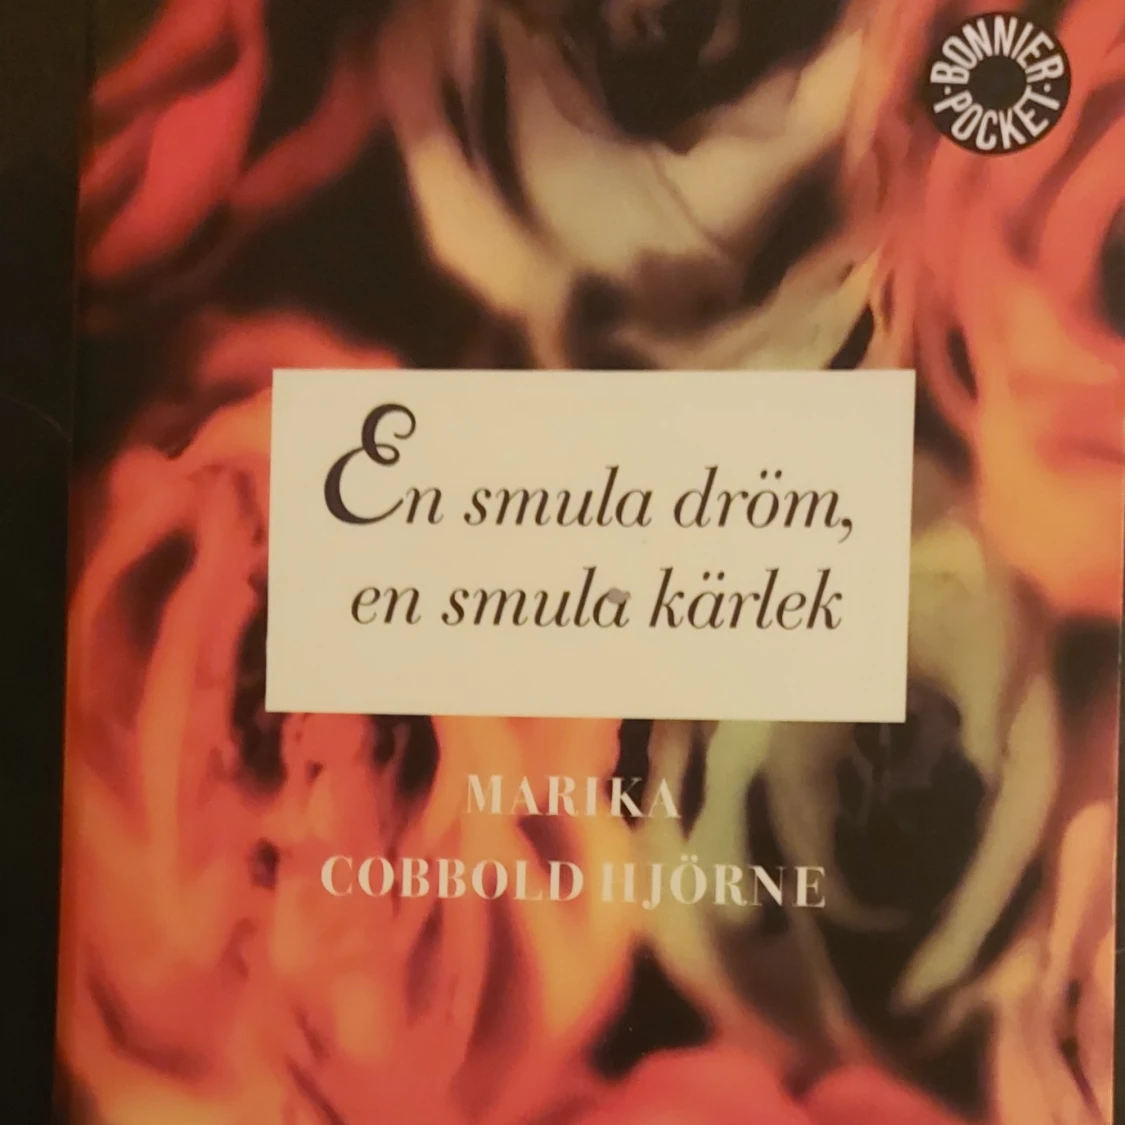 BONNIER
POCKET
En smula dröm,
en smula kärlek
MARIKA
COBBOLD HJÖRNE